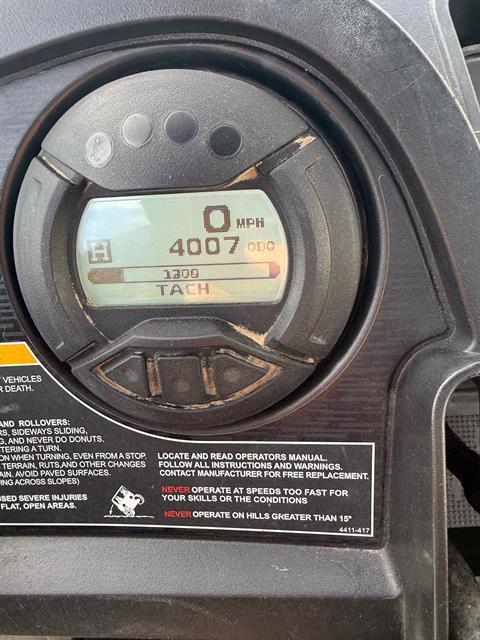 0 MPH
4007 ODO
H
1300
TACH
VEHICLES
DEATH.
AND ROLLOVERS:
SIDEWAYS SLIDING,
AND NEVER DO DONUTS.
TERING A TURN.
ON WHEN TURNING, EVEN FROM A STOP.
TERRAIN, RUTS, AND OTHER CHANGES
AVOID PAVED SURFACES.
ING ACROSS SLOPES)
USED SEVERE INJURIES
FLAT, OPEN AREAS.
LOCATE AND READ OPERATORS MANUAL.
FOLLOW ALL INSTRUCTIONS AND WARNINGS.
CONTACT MANUFACTURER FOR FREE REPLACEMENT.
NEVER OPERATE AT SPEEDS TOO FAST FOR
YOUR SKILLS OR THE CONDITIONS
NEVER OPERATE ON HILLS GREATER THAN 15°
4411-417